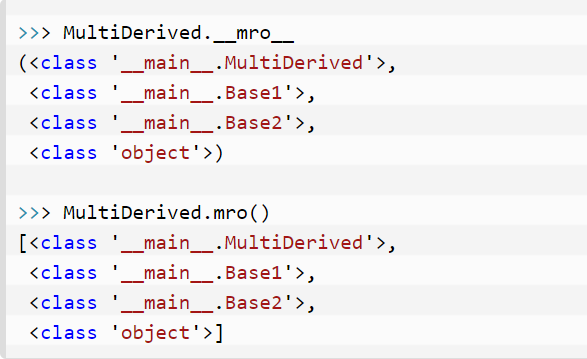 >>> MultiDerived.__mro__
(<class '__main__.MultiDerived'>,
 <class '__main__.Base1'>,
 <class '__main__.Base2'>,
 <class 'object'>)

>>> MultiDerived.mro()
[<class '__main__.MultiDerived'>,
 <class '__main__.Base1'>,
 <class '__main__.Base2'>,
 <class 'object'>]